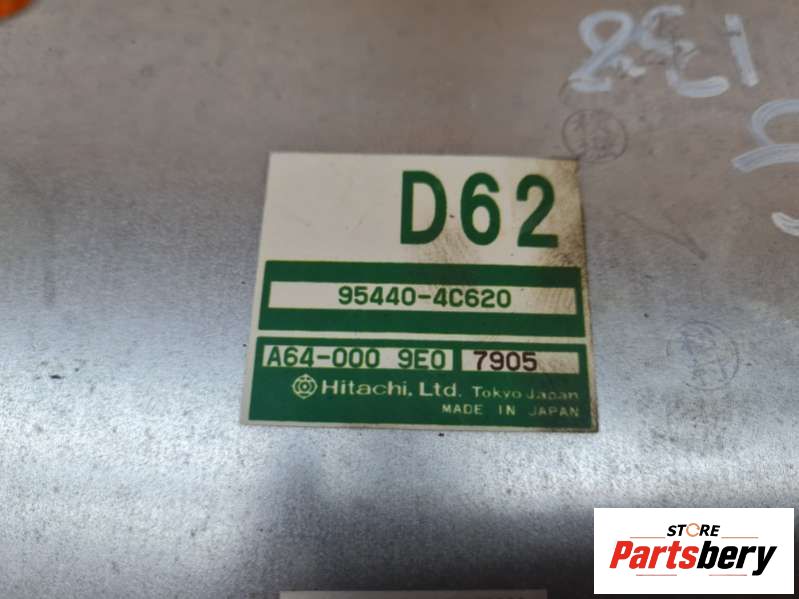 D62
95440-4C620
A64-000 9E0 7905
Hitachi, Ltd. Tokyo Japan
MADE IN JAPAN
STORE
Partsbery